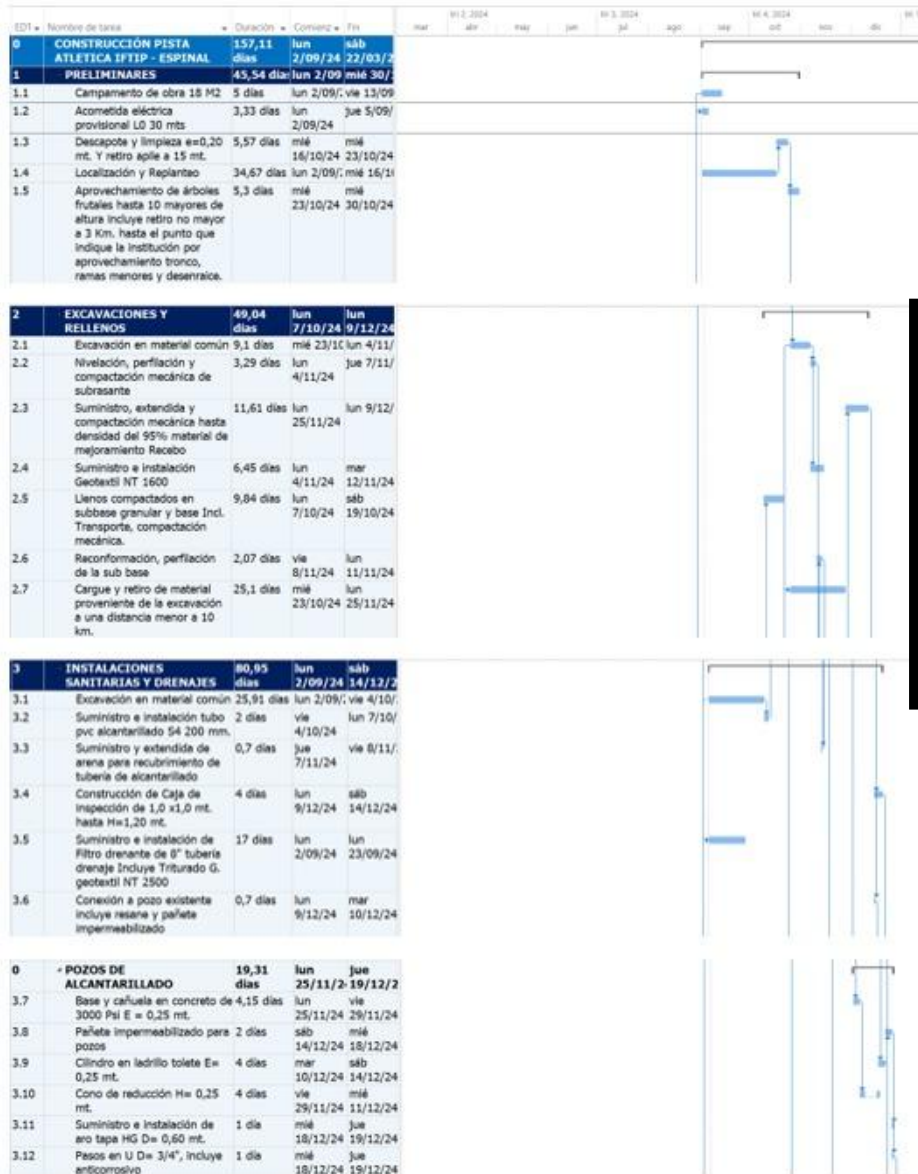 tri 2, 2024 tri 3, 2024 tri 4, 2024
EDT Nombre de tarea Duración Comienz Fin mar abr may jun jul ago sep oct nov dic
0 CONSTRUCCIÓN PISTA 157,11 lun sáb
ATLETICA IFTIP - ESPINAL días 2/09/24 22/03/2
1 PRELIMINARES 45,54 día lun 2/09 mié 30/
1.1 Campamento de obra 18 M2 5 días lun 2/09/ vie 13/09
1.2 Acometida eléctrica 3,33 días lun jue 5/09/
provisional L0 30 mts 2/09/24
1.3 Descapote y limpieza e=0,20 5,57 días mié mié
mt. Y retiro apile a 15 mt. 16/10/24 23/10/24
1.4 Localización y Replanteo 34,67 días lun 2/09/ mié 16/1
1.5 Aprovechamiento de árboles 5,3 días mié mié
frutales hasta 10 mayores de 23/10/24 30/10/24
altura incluye retiro no mayor
a 3 Km. hasta el punto que
indique la institución por
aprovechamiento tronco,
ramas menores y desenraice.
2 EXCAVACIONES Y 49,04 lun lun
RELLENOS días 7/10/24 9/12/24
2.1 Excavación en material común 9,1 días mié 23/1 lun 4/11/
2.2 Nivelación, perfilación y 3,29 días lun jue 7/11/
compactación mecánica de 4/11/24
subrasante
2.3 Suministro, extendida y 11,61 días lun lun 9/12/
compactación mecánica hasta 25/11/24
densidad del 95% material de
mejoramiento Recebo
2.4 Suministro e instalación 6,45 días lun mar
Geotextil NT 1600 4/11/24 12/11/24
2.5 Llenos compactados en 9,84 días lun sáb
subbase granular y base Incl. 7/10/24 19/10/24
Transporte, compactación
mecánica.
2.6 Reconformación, perfilación 2,07 días vie lun
de la sub base 8/11/24 11/11/24
2.7 Cargue y retiro de material 25,1 días mié lun
proveniente de la excavación 23/10/24 25/11/24
a una distancia menor a 10
km.
3 INSTALACIONES 80,95 lun sáb
SANITARIAS Y DRENAJES días 2/09/24 14/12/2
3.1 Excavación en material común 25,91 días lun 2/09/ vie 4/10/
3.2 Suministro e instalación tubo 2 días vie lun 7/10/
pvc alcantarillado S4 200 mm. 4/10/24
3.3 Suministro y extendida de 0,7 días jue vie 8/11/
arena para recubrimiento de 7/11/24
tubería de alcantarillado
3.4 Construcción de Caja de 4 días lun sáb
inspección de 1,0 x1,0 mt. 9/12/24 14/12/24
hasta H=1,20 mt.
3.5 Suministro e instalación de 17 días lun lun
Filtro drenante de 8" tubería 2/09/24 23/09/24
drenaje Incluye Triturado G.
geotextil NT 2500
3.6 Conexión a pozo existente 0,7 días lun mar
incluye resane y pañete 9/12/24 10/12/24
impermeabilizado
0 POZOS DE 19,31 lun jue
ALCANTARILLADO días 25/11/2 19/12/2
3.7 Base y cañuela en concreto de 4,15 días lun vie
3000 Psi E = 0,25 mt. 25/11/24 29/11/24
3.8 Pañete impermeabilizado para 2 días sáb mié
pozos 14/12/24 18/12/24
3.9 Cilindro en ladrillo tolete E= 4 días mar sáb
0,25 mt. 10/12/24 14/12/24
3.10 Cono de reducción H= 0,25 4 días vie mié
mt. 29/11/24 11/12/24
3.11 Suministro e instalación de 1 día mié jue
aro tapa HG D= 0,60 mt. 18/12/24 19/12/24
3.12 Pasos en U D= 3/4", incluye 1 día mié jue
anticorrosivo 18/12/24 19/12/24